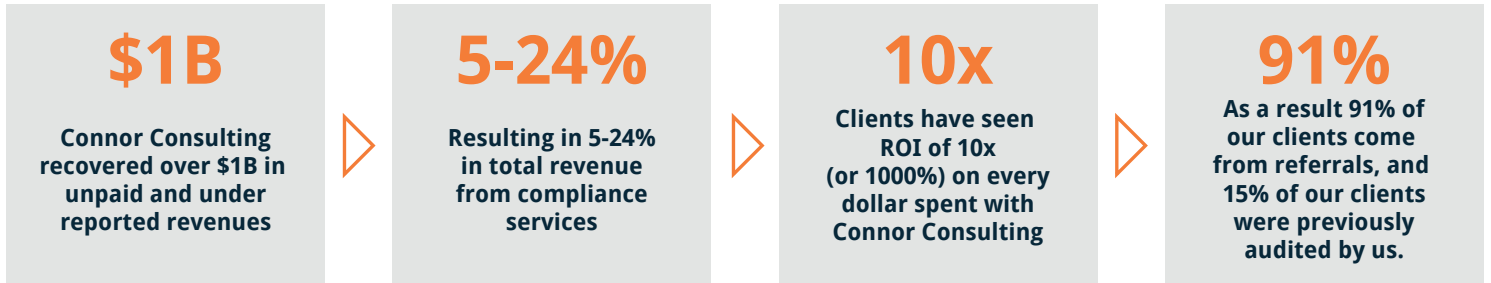 $1B
Connor Consulting
recovered over $1B in
unpaid and under
reported revenues
5-24%
Resulting in 5-24%
in total revenue
from compliance
services
10x
Clients have seen
ROI of 10x
(or 1000%) on every
dollar spent with
Connor Consulting
91%
As a result 91% of
our clients come
from referrals, and
15% of our clients
were previously
audited by us.